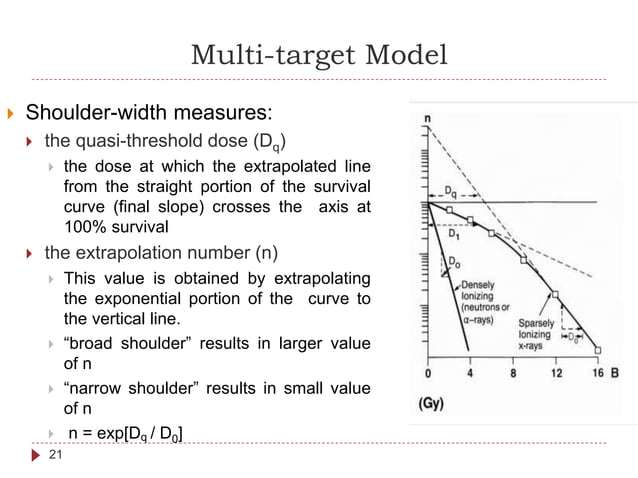 Multi-target Model
Shoulder-width measures:
the quasi-threshold dose (Dq)
the dose at which the extrapolated line
from the straight portion of the survival
curve (final slope) crosses the axis at
100% survival
the extrapolation number (n)
This value is obtained by extrapolating
the exponential portion of the curve to
the vertical line.
“broad shoulder” results in larger value
of n
“narrow shoulder” results in small value
of n
n = exp[Dq / D0]
21
n
Dq
D1
D0
Densely
Ionizing
(neutrons or
α-rays)
Sparsely
Ionizing
x-rays
D0
0 4 8 12 16 B
(Gy)